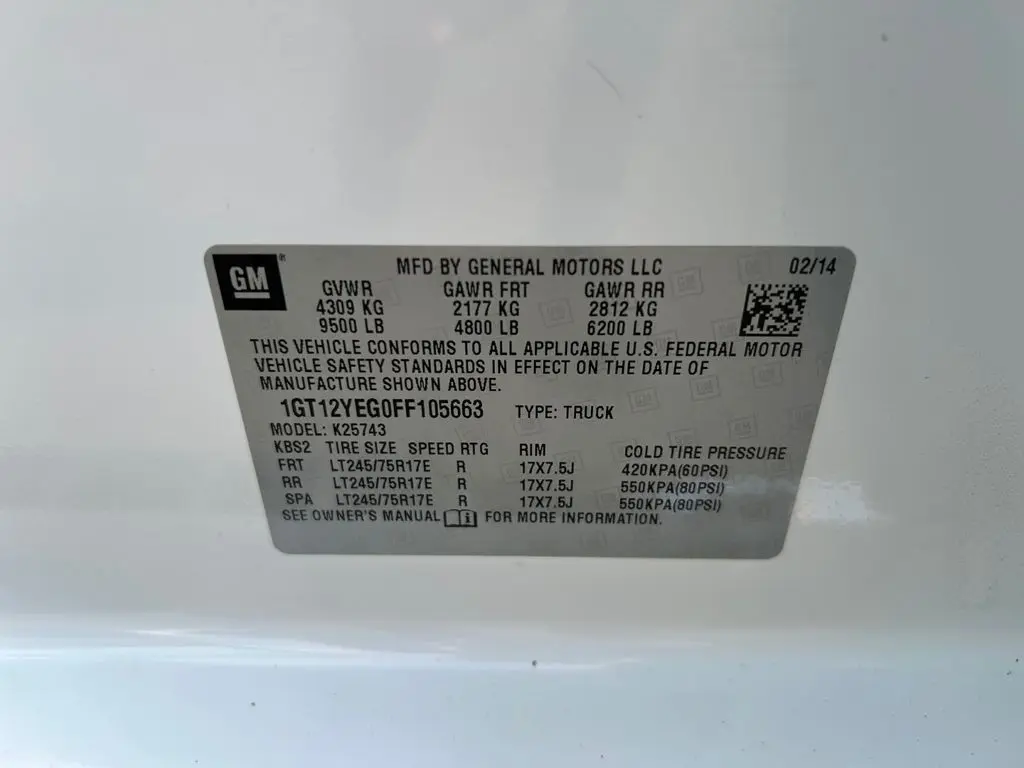 GM® MFD BY GENERAL MOTORS LLC 02/14
GVWR GAWR FRT GAWR RR
4309 KG 2177 KG 2812 KG
9500 LB 4800 LB 6200 LB
THIS VEHICLE CONFORMS TO ALL APPLICABLE U.S. FEDERAL MOTOR
VEHICLE SAFETY STANDARDS IN EFFECT ON THE DATE OF
MANUFACTURE SHOWN ABOVE.
1GT12YEG0FF105663 TYPE: TRUCK
MODEL: K25743
KBS2 TIRE SIZE SPEED RTG RIM COLD TIRE PRESSURE
FRT LT245/75R17E R 17X7.5J 420KPA(60PSI)
RR LT245/75R17E R 17X7.5J 550KPA(80PSI)
SPA LT245/75R17E R 17X7.5J 550KPA(80PSI)
SEE OWNER'S MANUAL i FOR MORE INFORMATION.